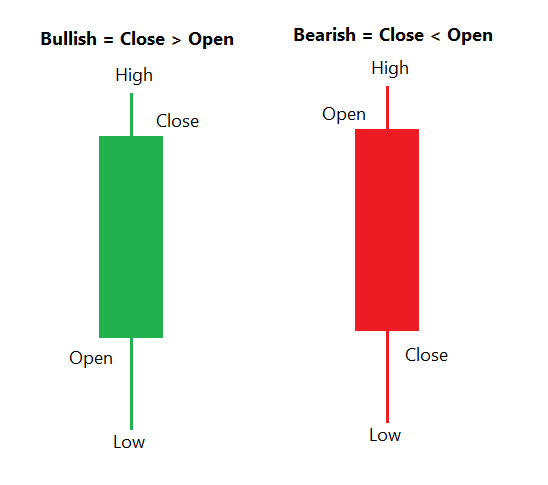 Bullish = Close > Open
High
Close
Open
Low
Bearish = Close < Open
High
Open
Close
Low